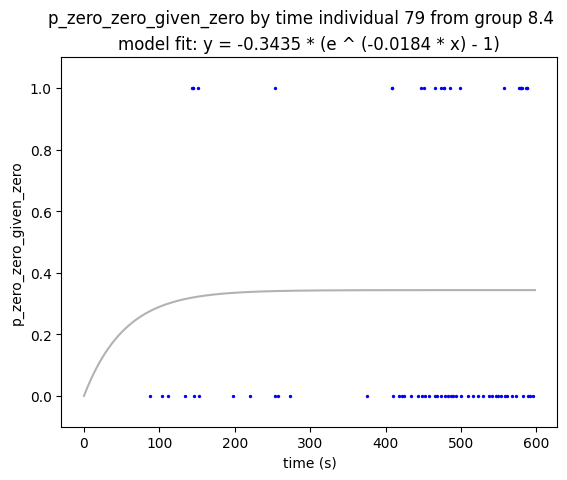 p_zero_zero_given_zero by time individual 79 from group 8.4
model fit: y = -0.3435 * (e ^ (-0.0184 * x) - 1)
1.0
0.8
0.6
0.4
0.2
0.0
p_zero_zero_given_zero
0 100 200 300 400 500 600
time (s)